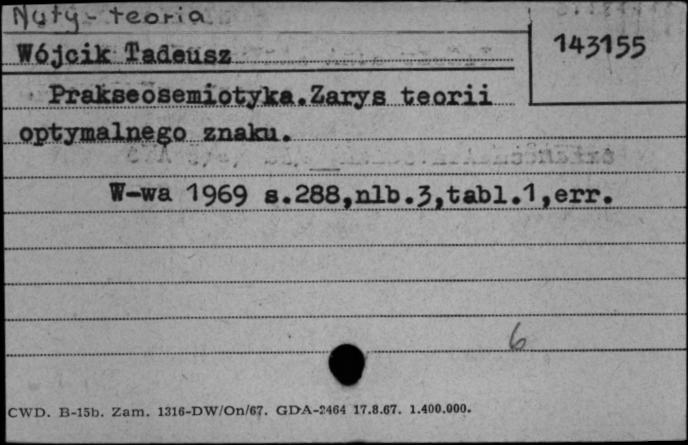 Nuty - teoria
Wójcik Tadeusz
143155
Prakseosemiotyka.Zarys teorii
optymalnego znaku.
W-wa 1969 s.288,nlb.3,tabl.1,err.
6
CWD. B-15b. Zam. 1316-DW/On/67. GDA-2464 17.8.67. 1.400.000.